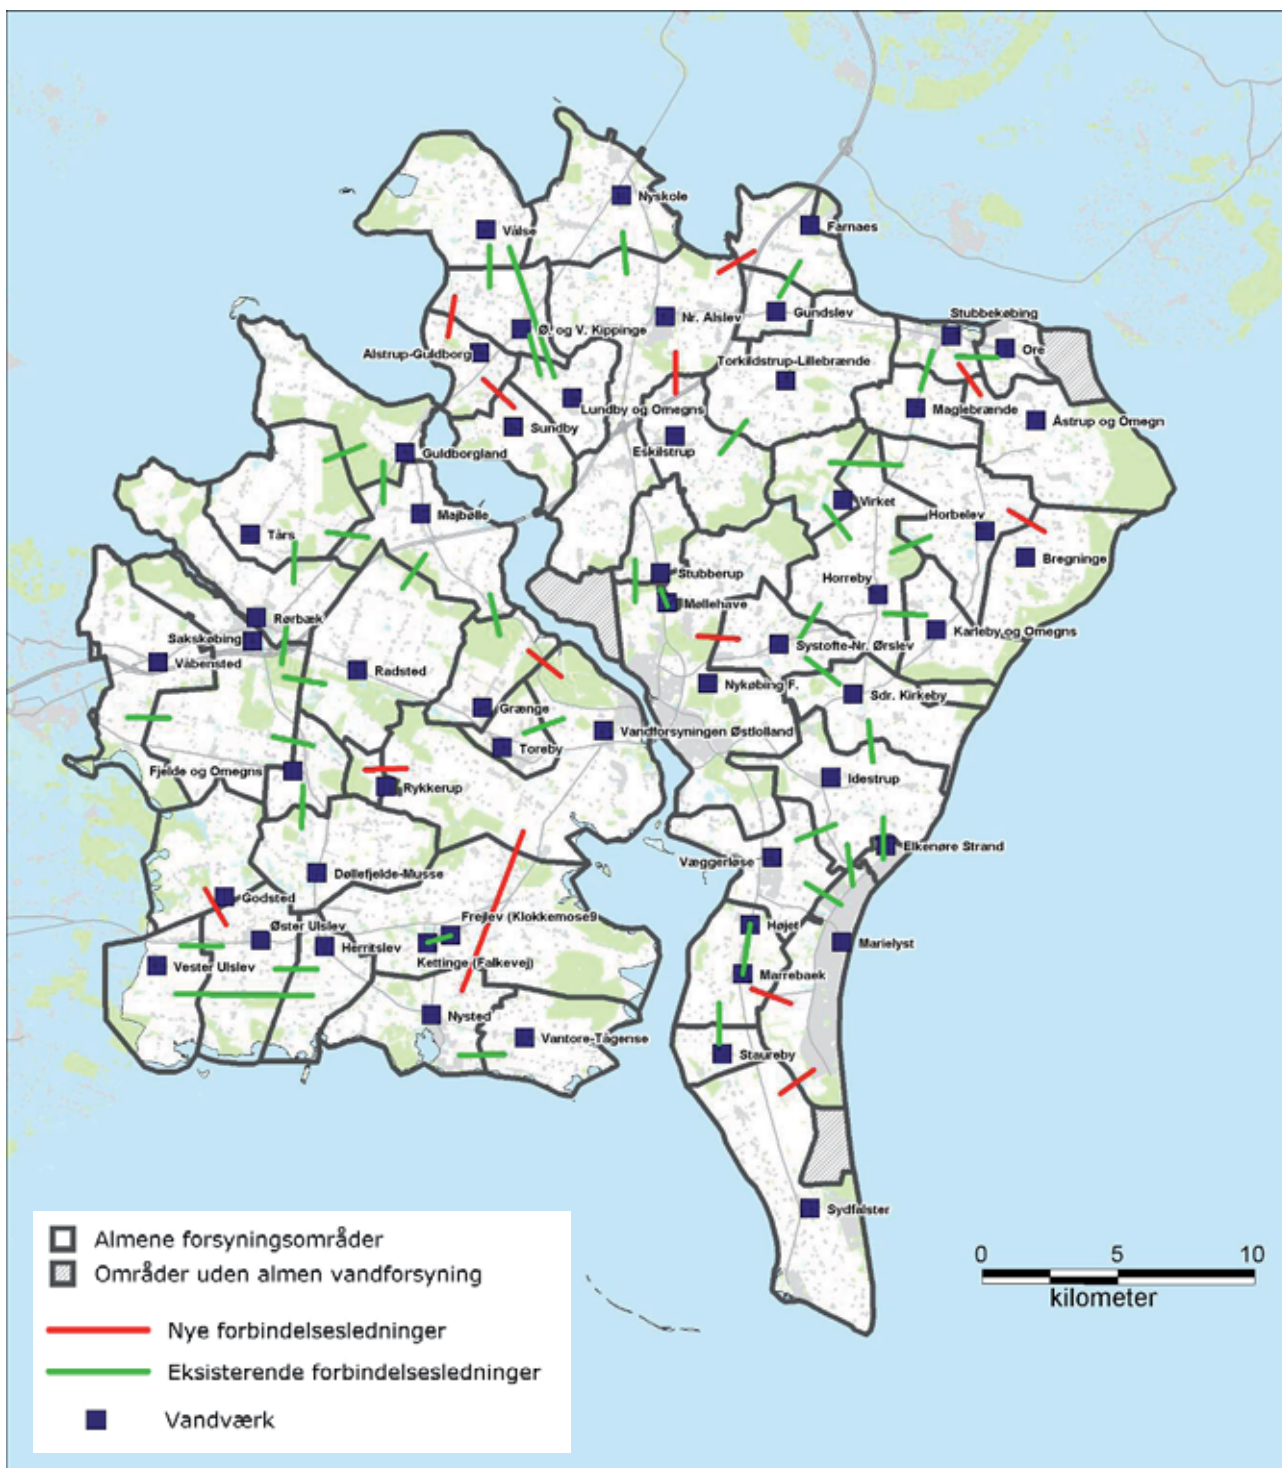 Nyskole
Farnaes
Vålse
Stubbekøbing
Gundslev
Nr. Alslev
Ø. og V. Kippinge
Ore
Alstrup-Guldborg
Torkildstrup-Lillebrænde
Lundby og Omegns
Maglebrænde
Åstrup og Omegn
Sundby
Eskilstrup
Guldborgland
Virket
Horbelev
Majbølle
Tårs
Bregninge
Stubberup
Horreby
Møllehave
Rørbæk
Karleby og Omegns
Sakskøbing
Systofte-Nr. Ørslev
Våbensted
Radsted
Nykøbing F.
Sdr. Kirkeby
Grænge
Vandforsyningen Østlolland
Toreby
Fjelde og Omegns
Idestrup
Rykkerup
Elkenøre Strand
Væggerløse
Døllefjelde-Musse
Godsted
Frejlev (Klokkemose9
Højet
Øster Ulslev
Herritslev
Marielyst
Kettinge (Falkevej)
Vester Ulslev
Marrebaek
Nysted
Vantore-Tågense
Staureby
Sydfalster
Almene forsyningsområder
Områder uden almen vandforsyning
Nye forbindelsesledninger
Eksisterende forbindelsesledninger
Vandværk
0 5 10
kilometer